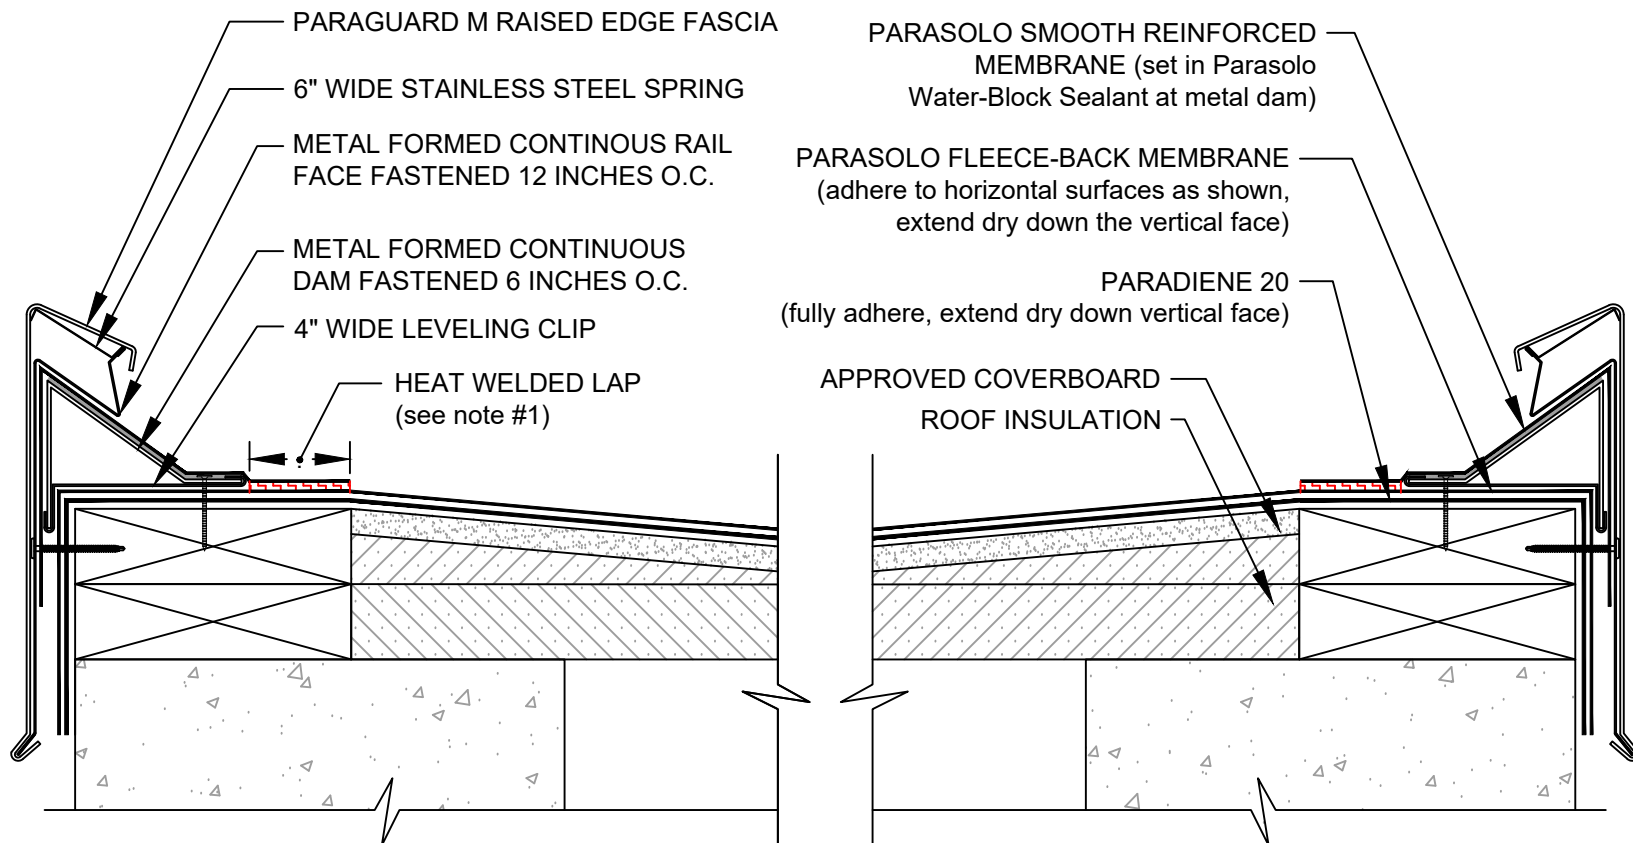 PARAGUARD M RAISED EDGE FASCIA
6" WIDE STAINLESS STEEL SPRING
METAL FORMED CONTINOUS RAIL
FACE FASTENED 12 INCHES O.C.
METAL FORMED CONTINUOUS
DAM FASTENED 6 INCHES O.C.
4" WIDE LEVELING CLIP
HEAT WELDED LAP
(see note #1)
PARASOLO SMOOTH REINFORCED
MEMBRANE (set in Parasolo
Water-Block Sealant at metal dam)
PARASOLO FLEECE-BACK MEMBRANE
(adhere to horizontal surfaces as shown,
extend dry down the vertical face)
PARADIENE 20
(fully adhere, extend dry down vertical face)
APPROVED COVERBOARD
ROOF INSULATION